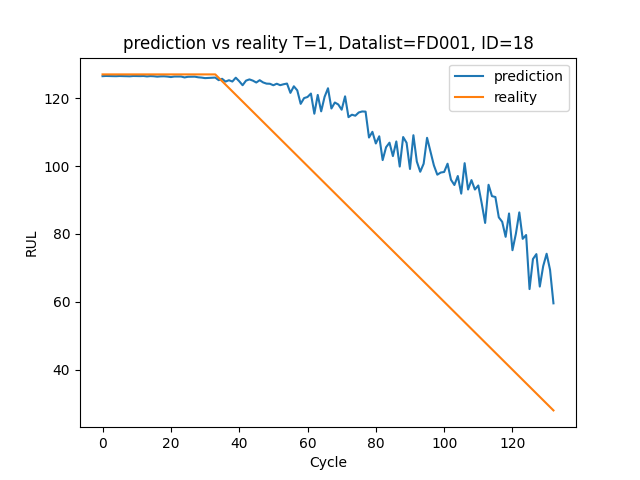 prediction vs reality T=1, Datalist=FD001, ID=18
prediction
reality
120
100
80
60
40
RUL
0 20 40 60 80 100 120
Cycle